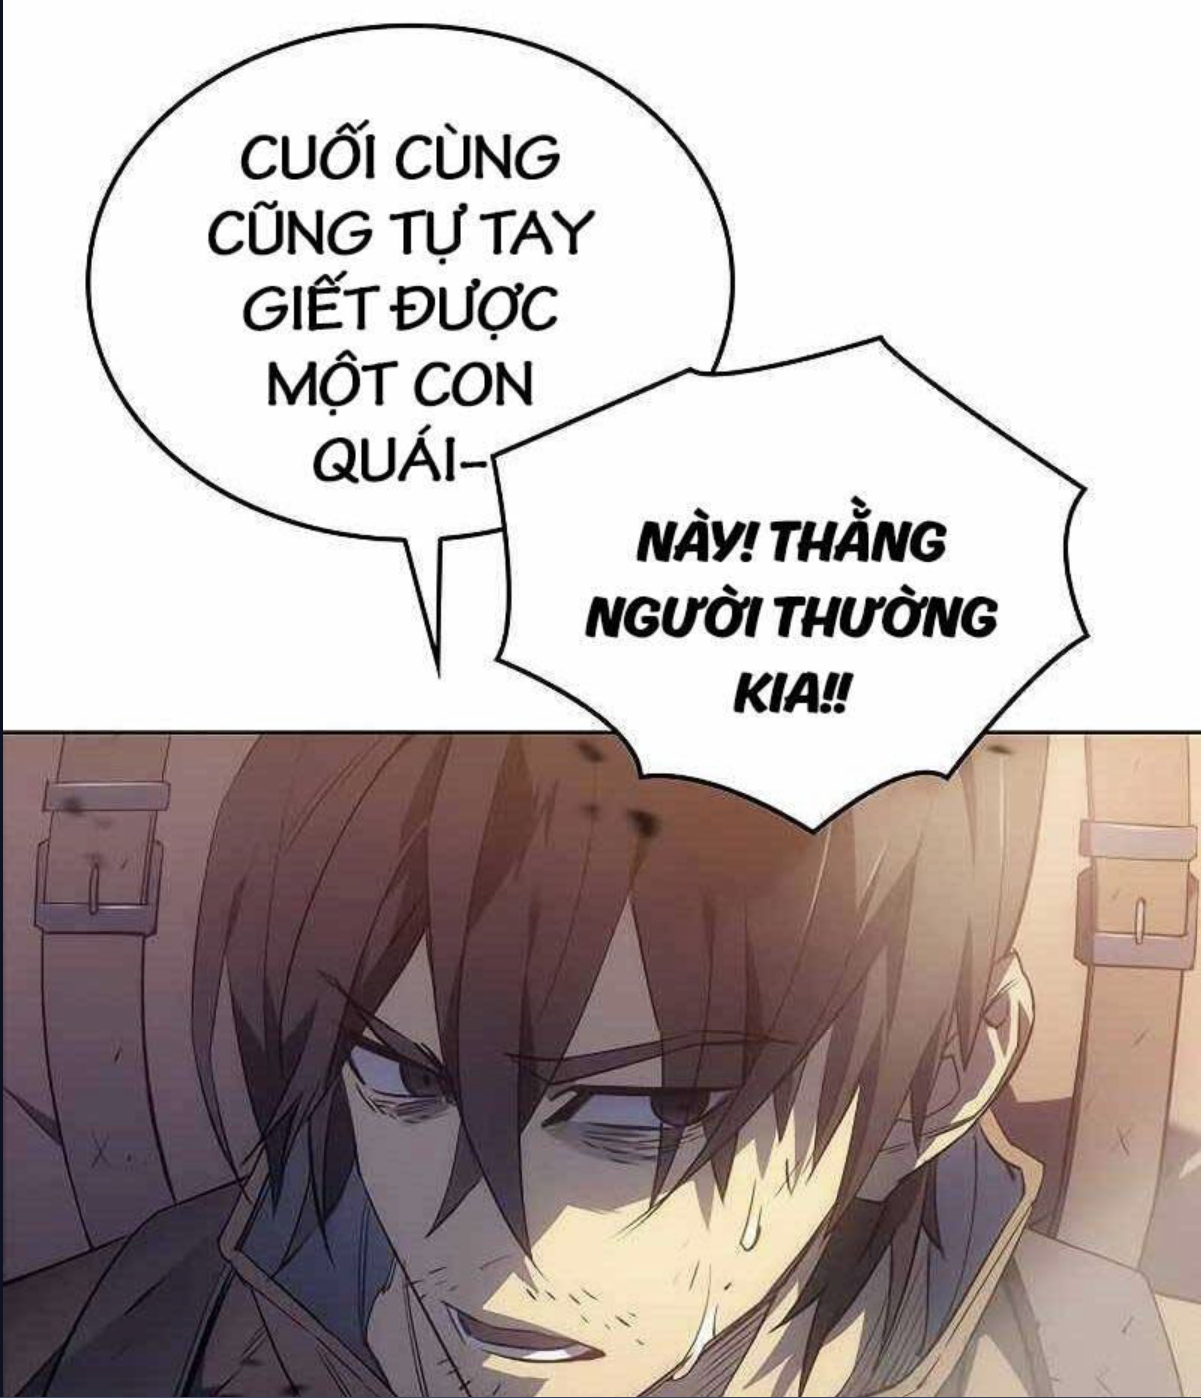 CUỐI CÙNG
CŨNG TỰ TAY
GIẾT ĐƯỢC
MỘT CON
QUÁI-
NÀY! THẰNG
NGƯỜI THƯỜNG
KIA!!